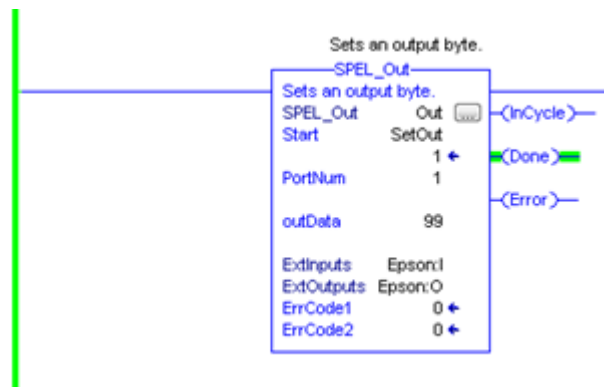 Sets an output byte.
SPEL_Out
Sets an output byte.
SPEL_Out Out ... (InCycle)
Start SetOut
1 (Done)
PortNum 1
(Error)
outData 99
ExtInputs Epson:I
ExtOutputs Epson:O
ErrCode1 0
ErrCode2 0